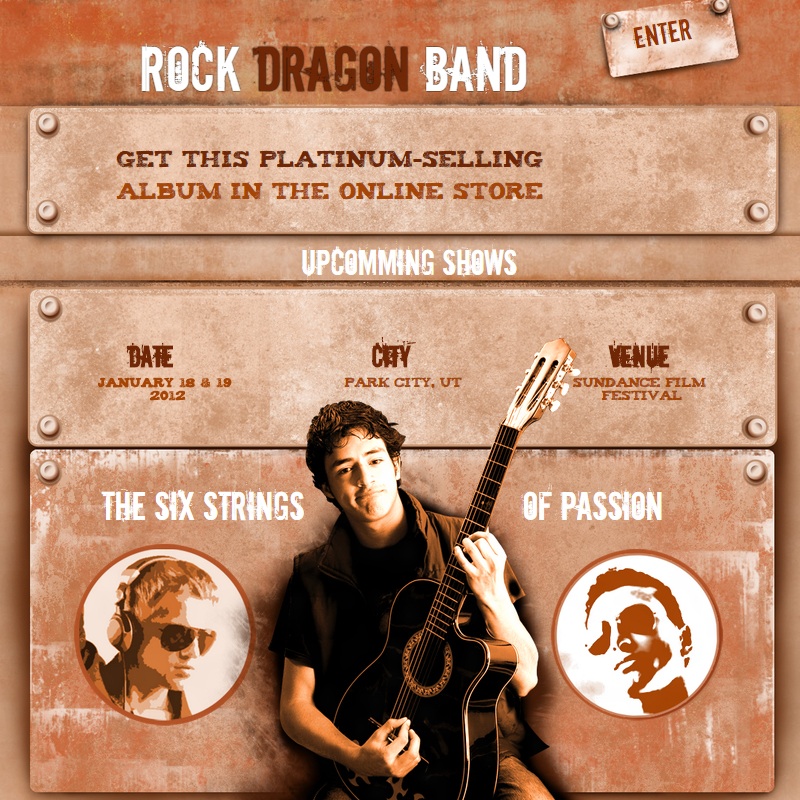 ENTER
ROCK DRAGON BAND
GET THIS PLATINUM-SELLING
ALBUM IN THE ONLINE STORE
UPCOMMING SHOWS
DATE
JANUARY 18 & 19
2012
CITY
PARK CITY, UT
VENUE
SUNDANCE FILM
FESTIVAL
THE SIX STRINGS
OF PASSION